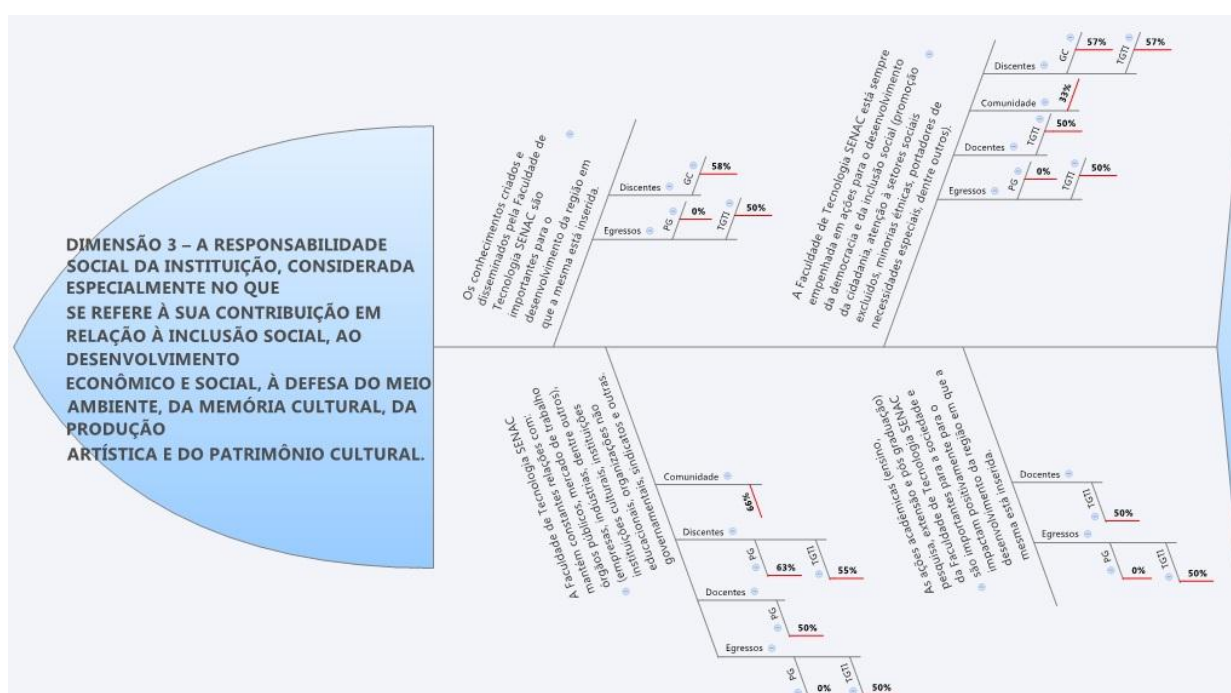 DIMENSÃO 3 – A RESPONSABILIDADE
SOCIAL DA INSTITUIÇÃO, CONSIDERADA
ESPECIALMENTE NO QUE
SE REFERE À SUA CONTRIBUIÇÃO EM
RELAÇÃO À INCLUSÃO SOCIAL, AO
DESENVOLVIMENTO
ECONÔMICO E SOCIAL, À DEFESA DO MEIO
AMBIENTE, DA MEMÓRIA CULTURAL, DA
PRODUÇÃO
ARTÍSTICA E DO PATRIMÔNIO CULTURAL.
Os conhecimentos criados e
disseminados pela Faculdade de
Tecnologia SENAC são
importantes para o
desenvolvimento da região em
que a mesma está inserida.
Discentes
GC
58%
Egressos
PG
0%
TGTI
50%
A Faculdade de Tecnologia SENAC está sempre
empenhada em ações para o desenvolvimento
da democracia e da inclusão social (promoção
da cidadania, atenção à setores sociais
excluídos, minorias étnicas, portadores de
necessidades especiais, dentre outros).
Discentes
GC
57%
TGTI
57%
Comunidade
33%
Docentes
TGTI
50%
Egressos
PG
0%
TGTI
50%
A Faculdade de Tecnologia SENAC
mantém constantes relações com:
órgãos públicos, mercado de trabalho
(empresas, indústrias, dentre outros),
instituições culturais, instituições
educacionais, organizações não
governamentais, sindicatos e outras.
Comunidade
66%
Discentes
PG
63%
TGTI
55%
Docentes
PG
50%
Egressos
PG
0%
TGTI
50%
As ações acadêmicas (ensino,
pesquisa, extensão e pós graduação)
da Faculdade de Tecnologia SENAC
são importantes para a sociedade e
impactam positivamente para o
desenvolvimento da região em que a
mesma está inserida.
Docentes
TGTI
50%
Egressos
PG
0%
TGTI
50%